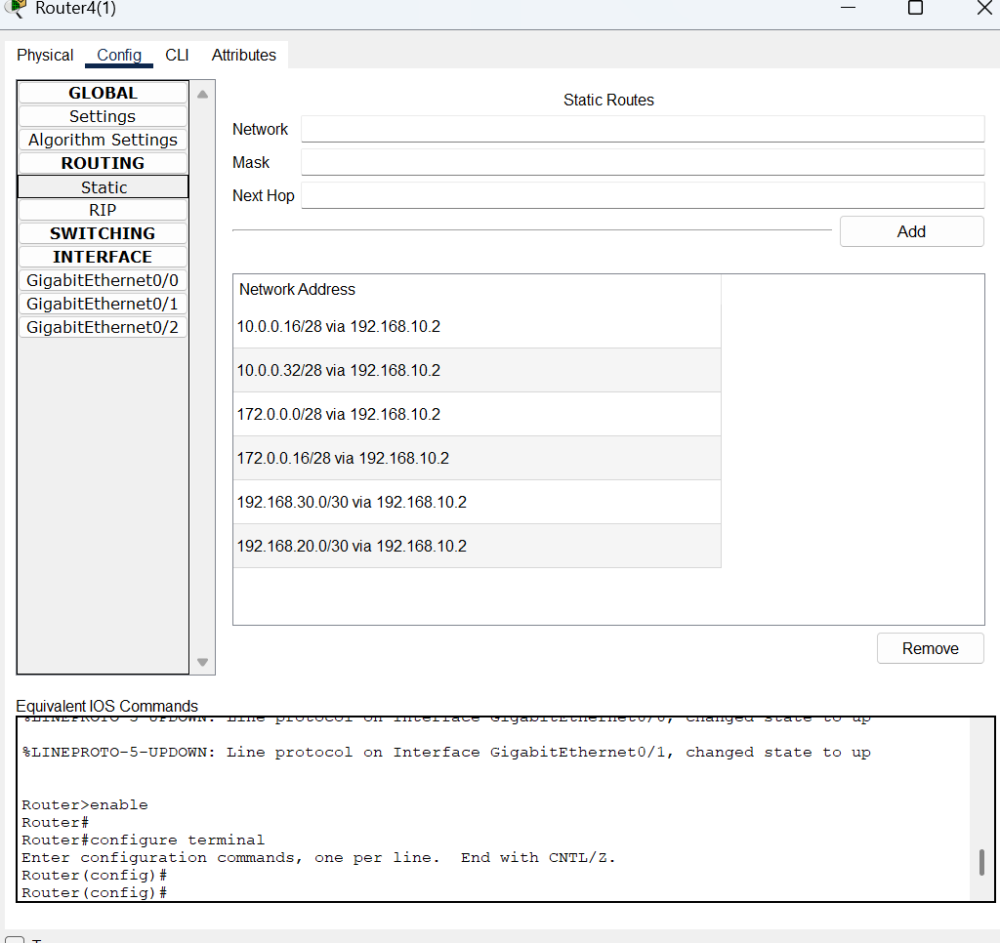 Router4(1)
Physical Config CLI Attributes
GLOBAL
Settings
Algorithm Settings
ROUTING
Static
RIP
SWITCHING
INTERFACE
GigabitEthernet0/0
GigabitEthernet0/1
GigabitEthernet0/2
Static Routes
Network
Mask
Next Hop
Add
Network Address
10.0.0.16/28 via 192.168.10.2
10.0.0.32/28 via 192.168.10.2
172.0.0.0/28 via 192.168.10.2
172.0.0.16/28 via 192.168.10.2
192.168.30.0/30 via 192.168.10.2
192.168.20.0/30 via 192.168.10.2
Remove
Equivalent IOS Commands
%LINEPROTO-5-UPDOWN: Line protocol on Interface GigabitEthernet0/0, changed state to up
%LINEPROTO-5-UPDOWN: Line protocol on Interface GigabitEthernet0/1, changed state to up
Router>enable
Router#
Router#configure terminal
Enter configuration commands, one per line. End with CNTL/Z.
Router(config)#
Router(config)#